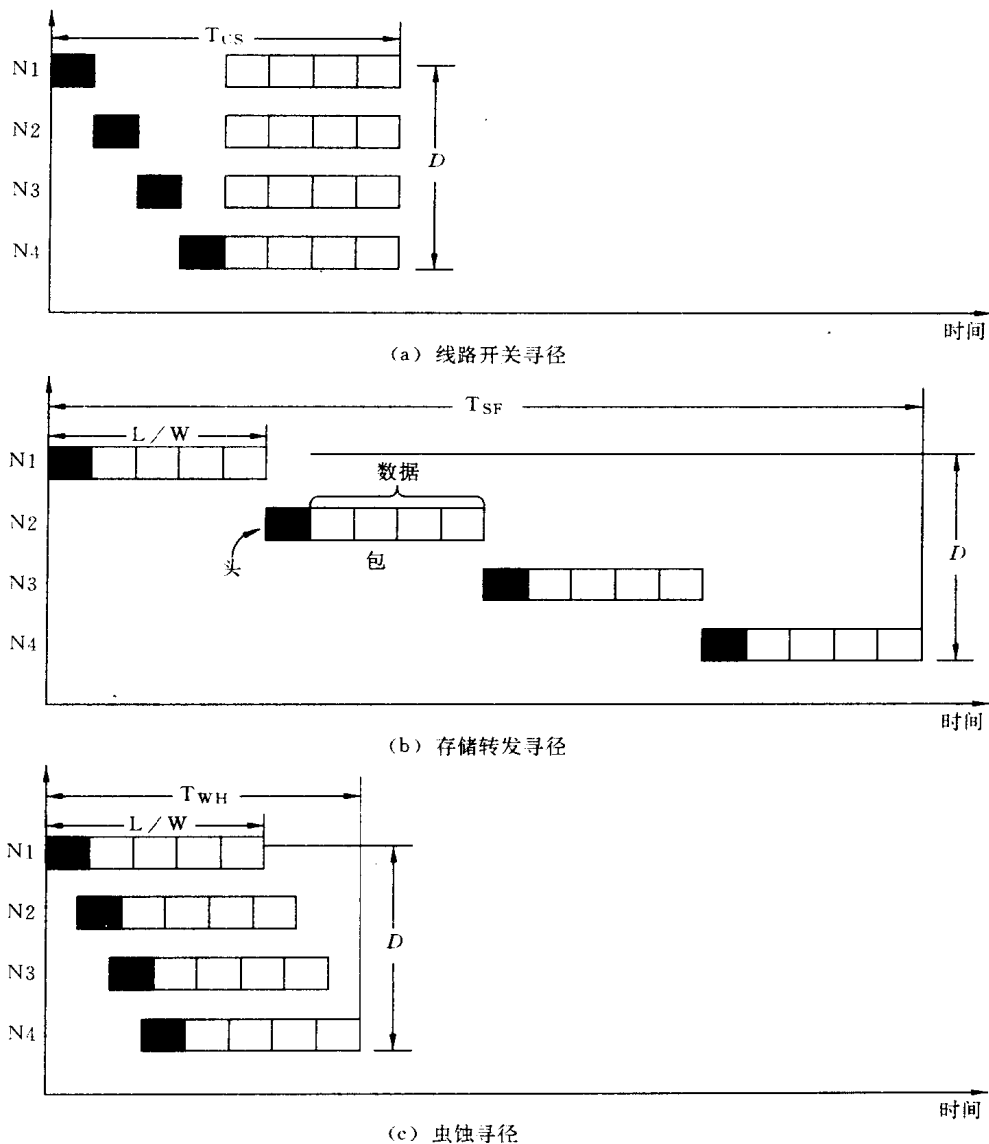 T_CS
N1
N2
D
N3
N4
时间
(a) 线路开关寻径
T_SF
L/W
N1
数据
N2
头
包
D
N3
N4
时间
(b) 存储转发寻径
T_WH
L/W
N1
N2
D
N3
N4
时间
(c) 虫蚀寻径